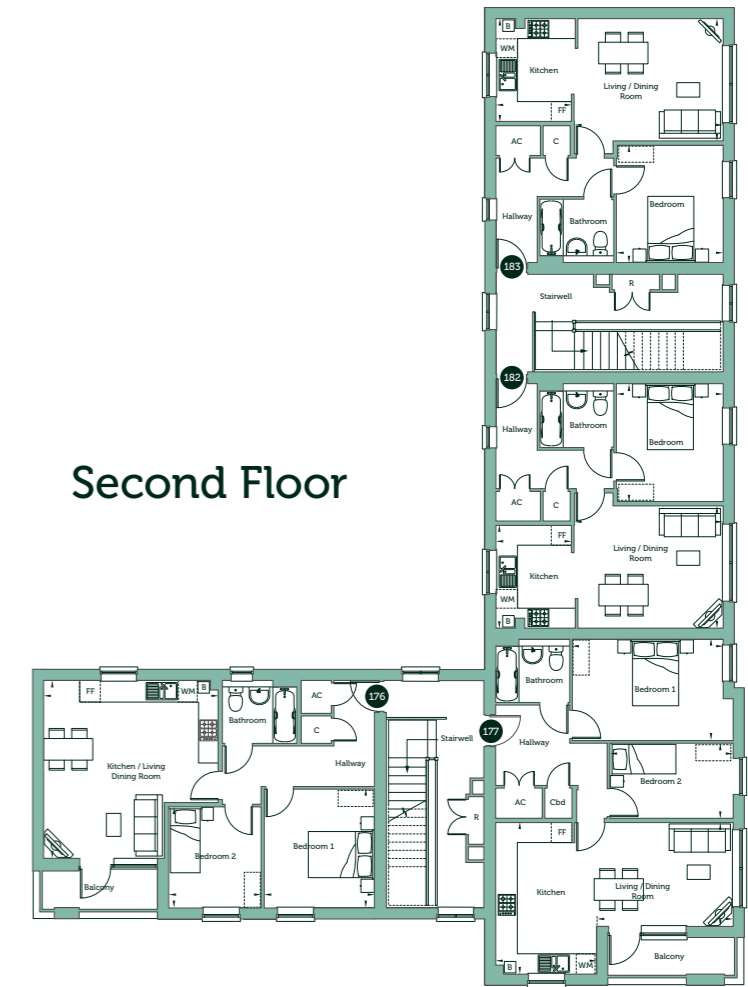 B
WM
Kitchen
FF
Living / Dining
Room
AC
C
Hallway
Bathroom
Bedroom
183
Stairwell
R
182
Hallway
Bathroom
Bedroom
AC
C
FF
Kitchen
WM
B
Living / Dining
Room
Second Floor
FF
WM
B
Bathroom
AC
C
176
Kitchen / Living
Dining Room
Hallway
Stairwell
Balcony
Bedroom 2
Bedroom 1
R
177
Bathroom
Bedroom 1
Hallway
Bedroom 2
AC
Cbd
FF
Kitchen
Living / Dining
Room
B
WM
Balcony